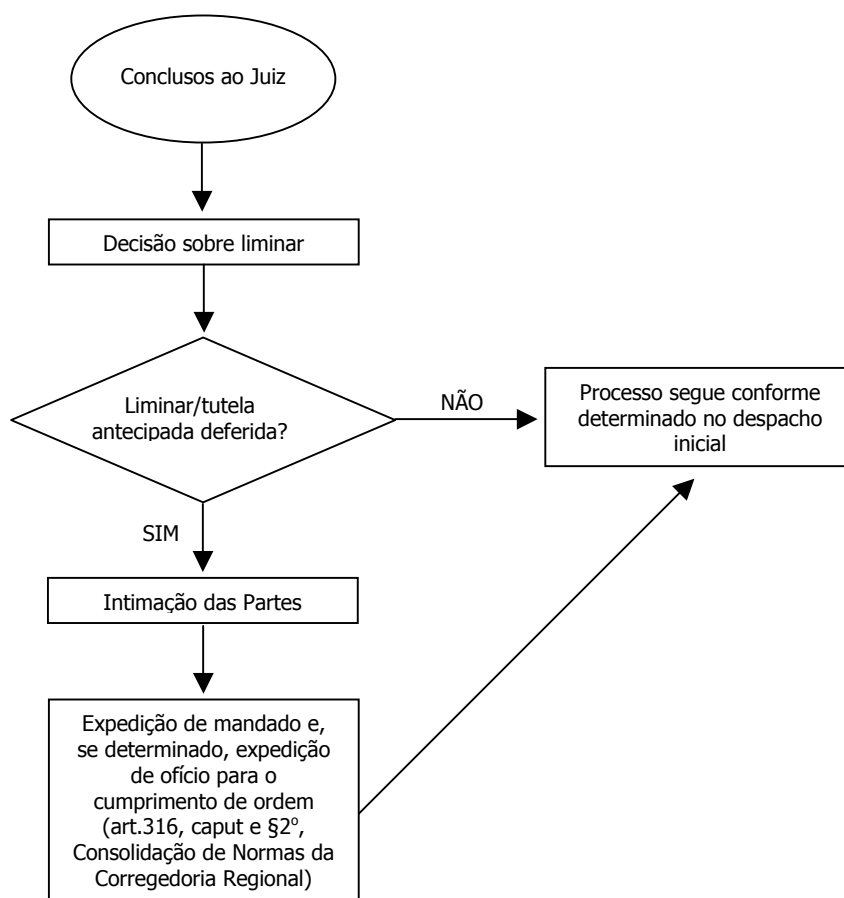 Conclusos ao Juiz
Decisão sobre liminar
Liminar/tutela
antecipada deferida?
NÃO
Processo segue conforme
determinado no despacho
inicial
SIM
Intimação das Partes
Expedição de mandado e,
se determinado, expedição
de ofício para o
cumprimento de ordem
(art.316, caput e §2º,
Consolidação de Normas da
Corregedoria Regional)